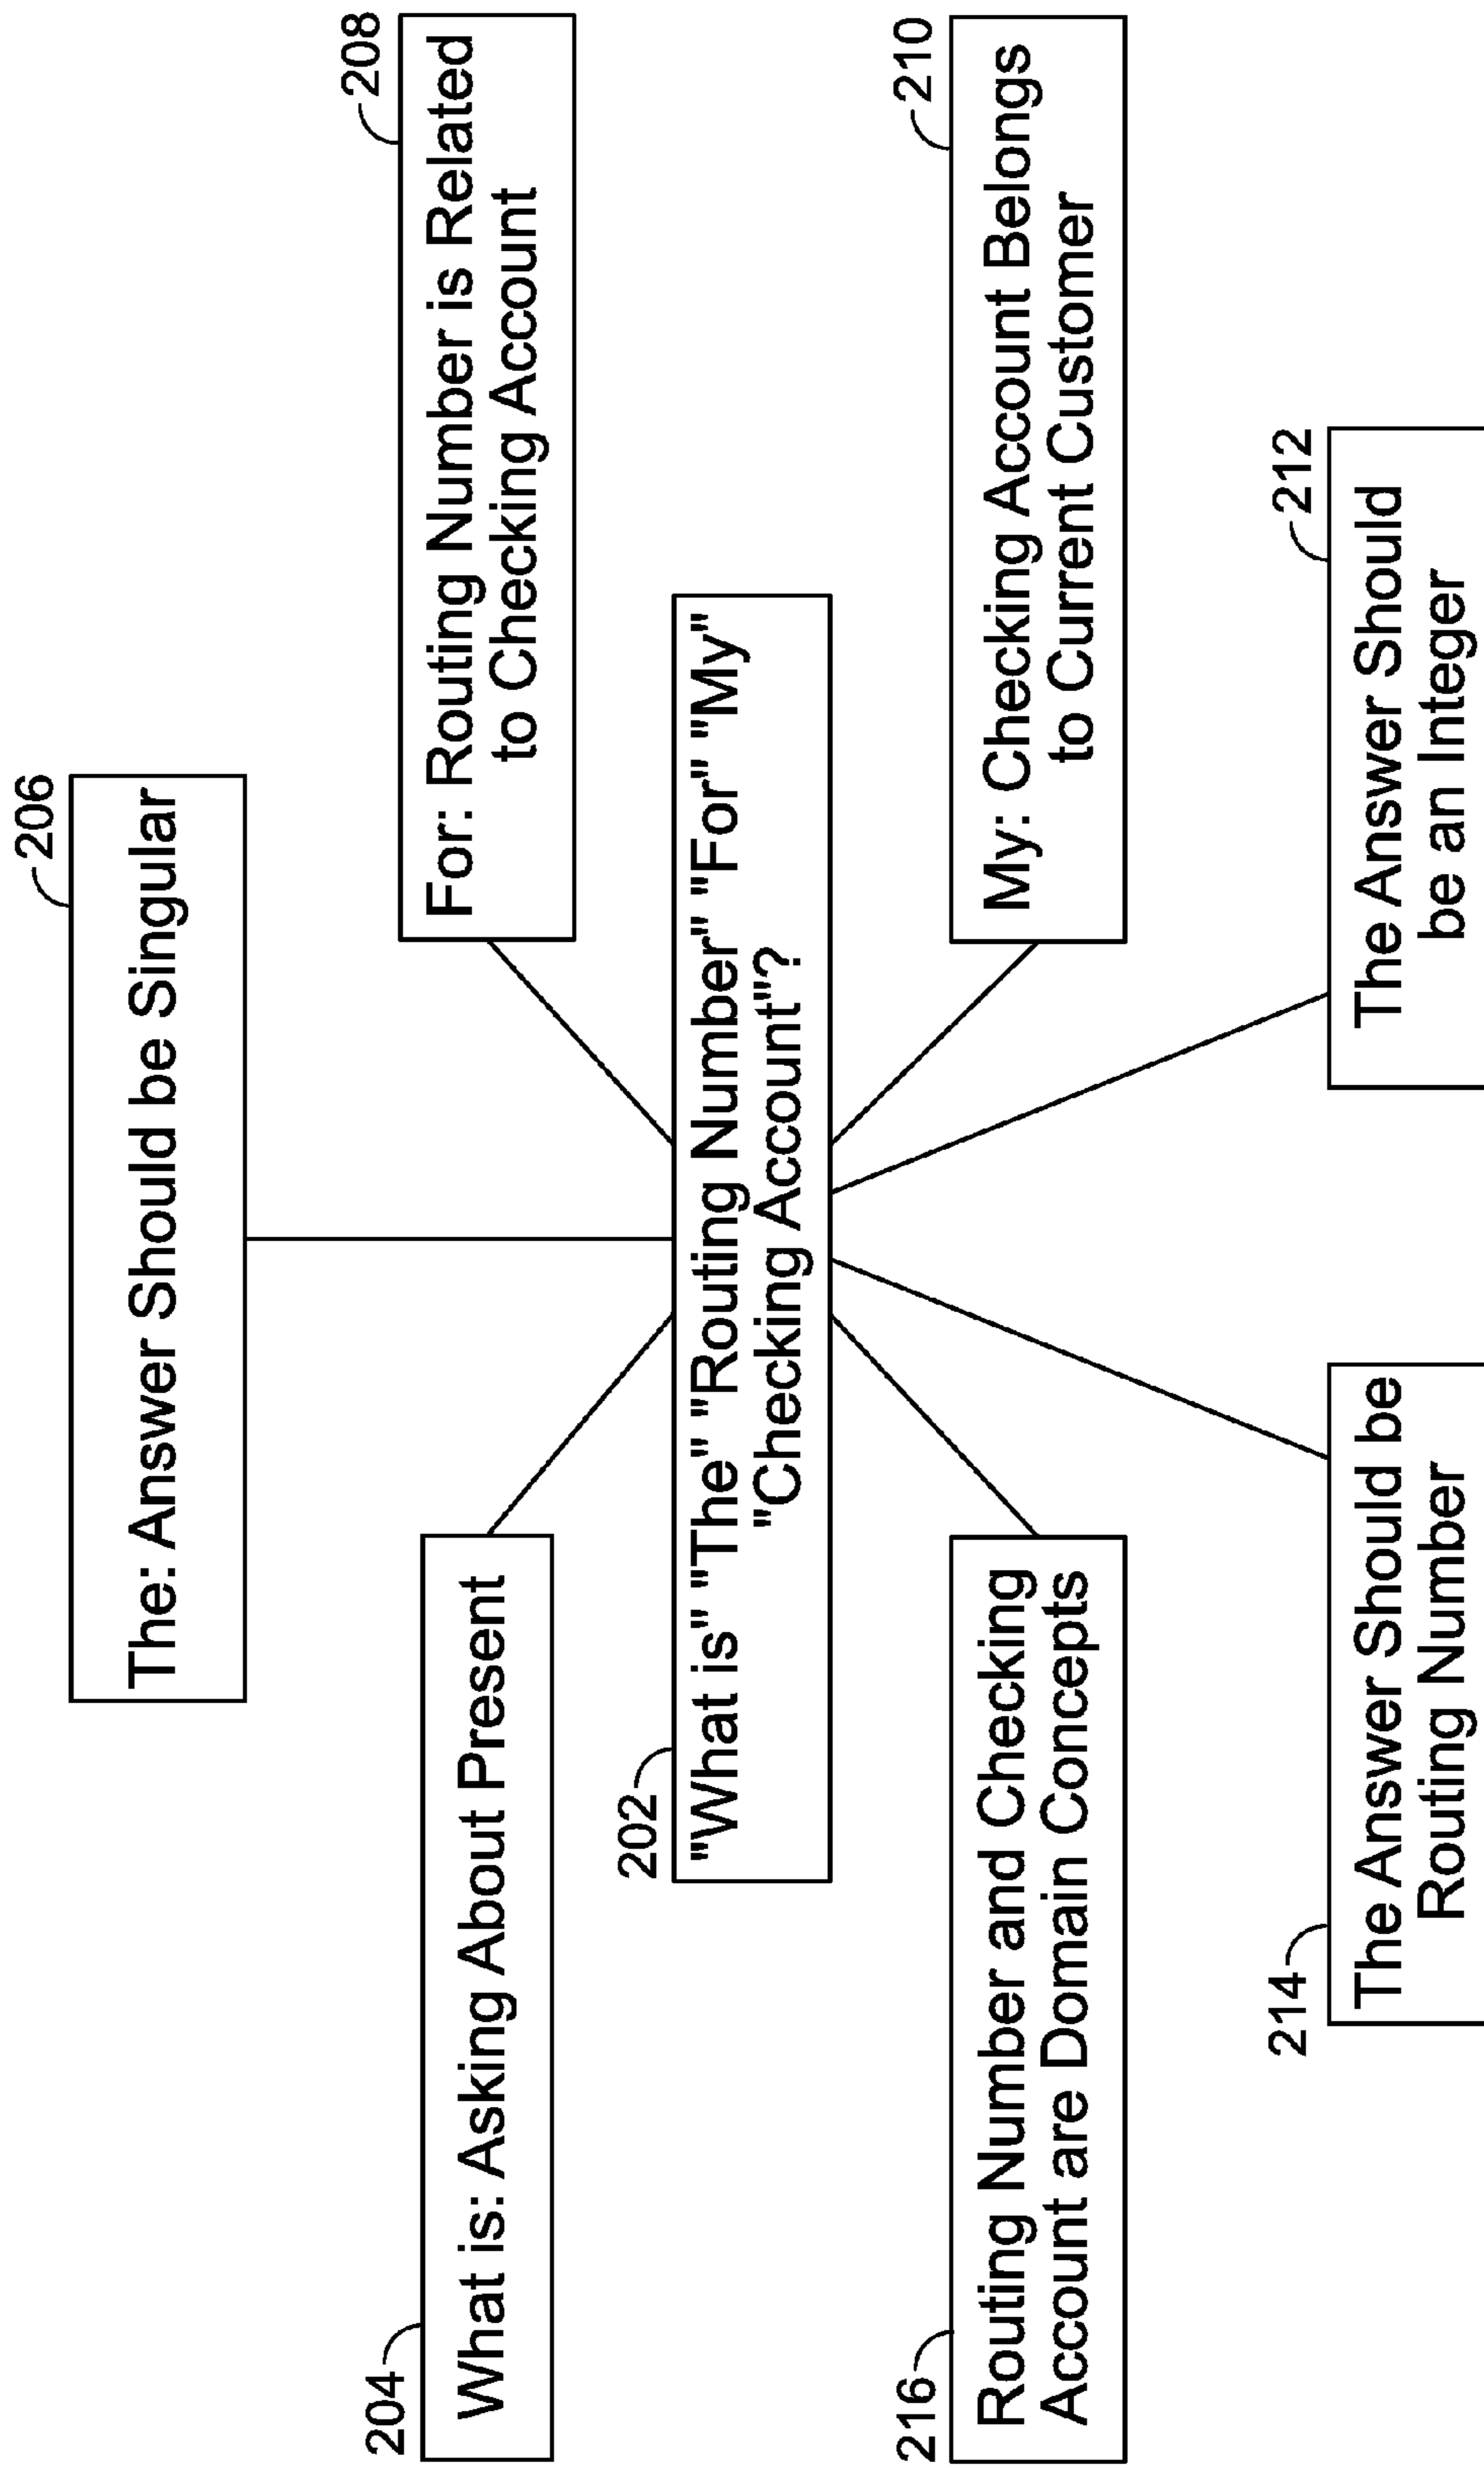 206
The: Answer Should be Singular
204
What is: Asking About Present
208
For: Routing Number is Related
to Checking Account
202
"What is" "The" "Routing Number" "For" "My"
"Checking Account"?
216
Routing Number and Checking
Account are Domain Concepts
210
My: Checking Account Belongs
to Current Customer
214
The Answer Should be
Routing Number
212
The Answer Should
be an Integer